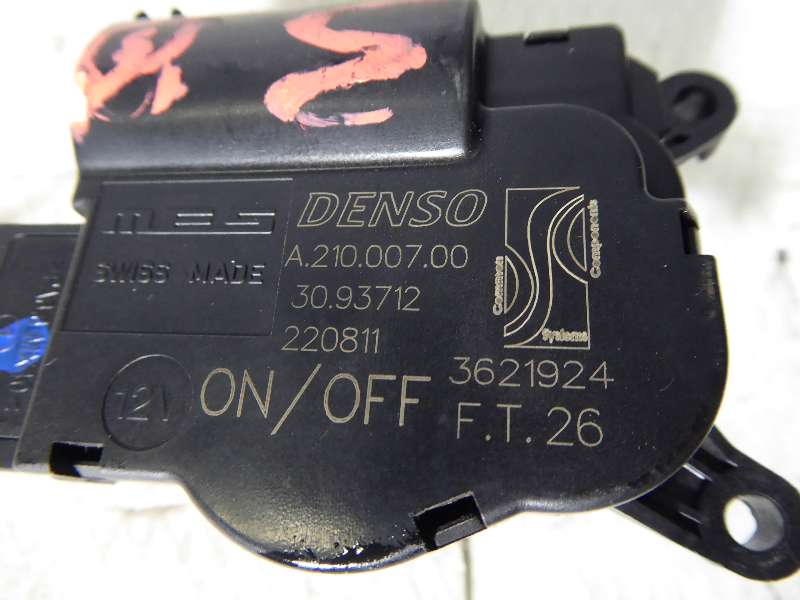 MES
SWISS MADE
DENSO
A.210.007.00
30.93712
220811
12V
ON/OFF
Common
Systems
Components
3621924
F.T.26